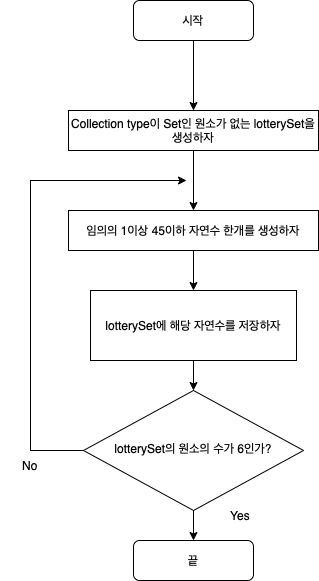 시작
Collection type이 Set인 원소가 없는 lotterySet을
생성하자
임의의 1이상 45이하 자연수 한개를 생성하자
lotterySet에 해당 자연수를 저장하자
lotterySet의 원소의 수가 6인가?
No
Yes
끝